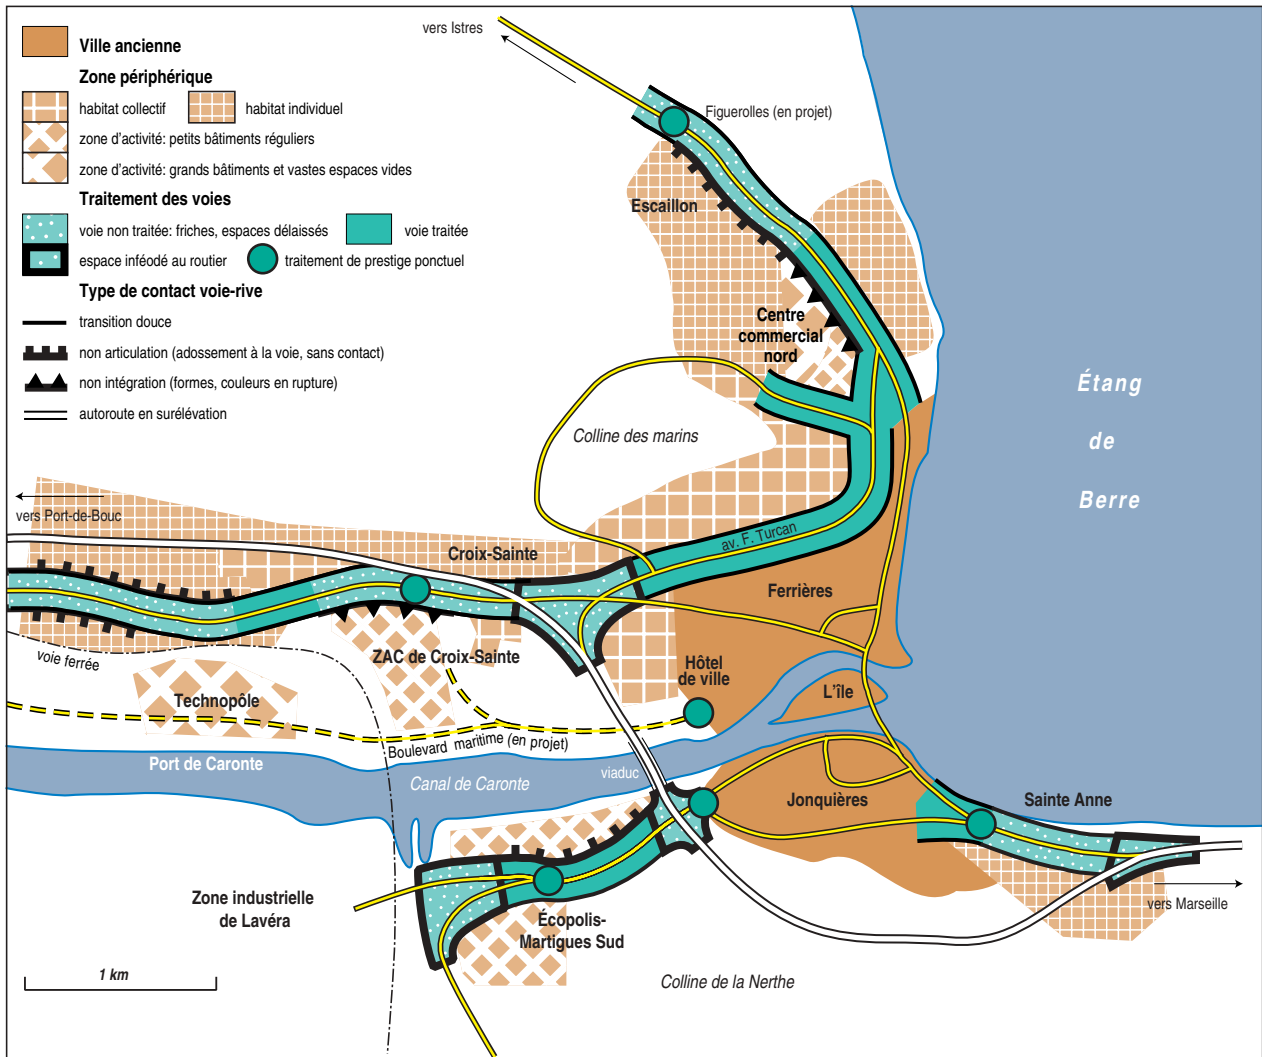 Ville ancienne
Zone périphérique
habitat collectif
habitat individuel
zone d'activité: petits bâtiments réguliers
zone d'activité: grands bâtiments et vastes espaces vides
Traitement des voies
voie non traitée: friches, espaces délaissés
voie traitée
espace inféodé au routier
traitement de prestige ponctuel
Type de contact voie-rive
transition douce
non articulation (adossement à la voie, sans contact)
non intégration (formes, couleurs en rupture)
autoroute en surélévation
vers Istres
Figuerolles (en projet)
Escaillon
Centre
commercial
nord
Étang
de
Berre
Colline des marins
vers Port-de-Bouc
Croix-Sainte
av. F. Turcan
Ferrières
voie ferrée
ZAC de Croix-Sainte
Hôtel
de ville
Technopôle
L'île
Boulevard maritime (en projet)
Port de Caronte
Canal de Caronte
viaduc
Jonquières
Sainte Anne
Zone industrielle
de Lavéra
Écopolis-
Martigues Sud
vers Marseille
1 km
Colline de la Nerthe